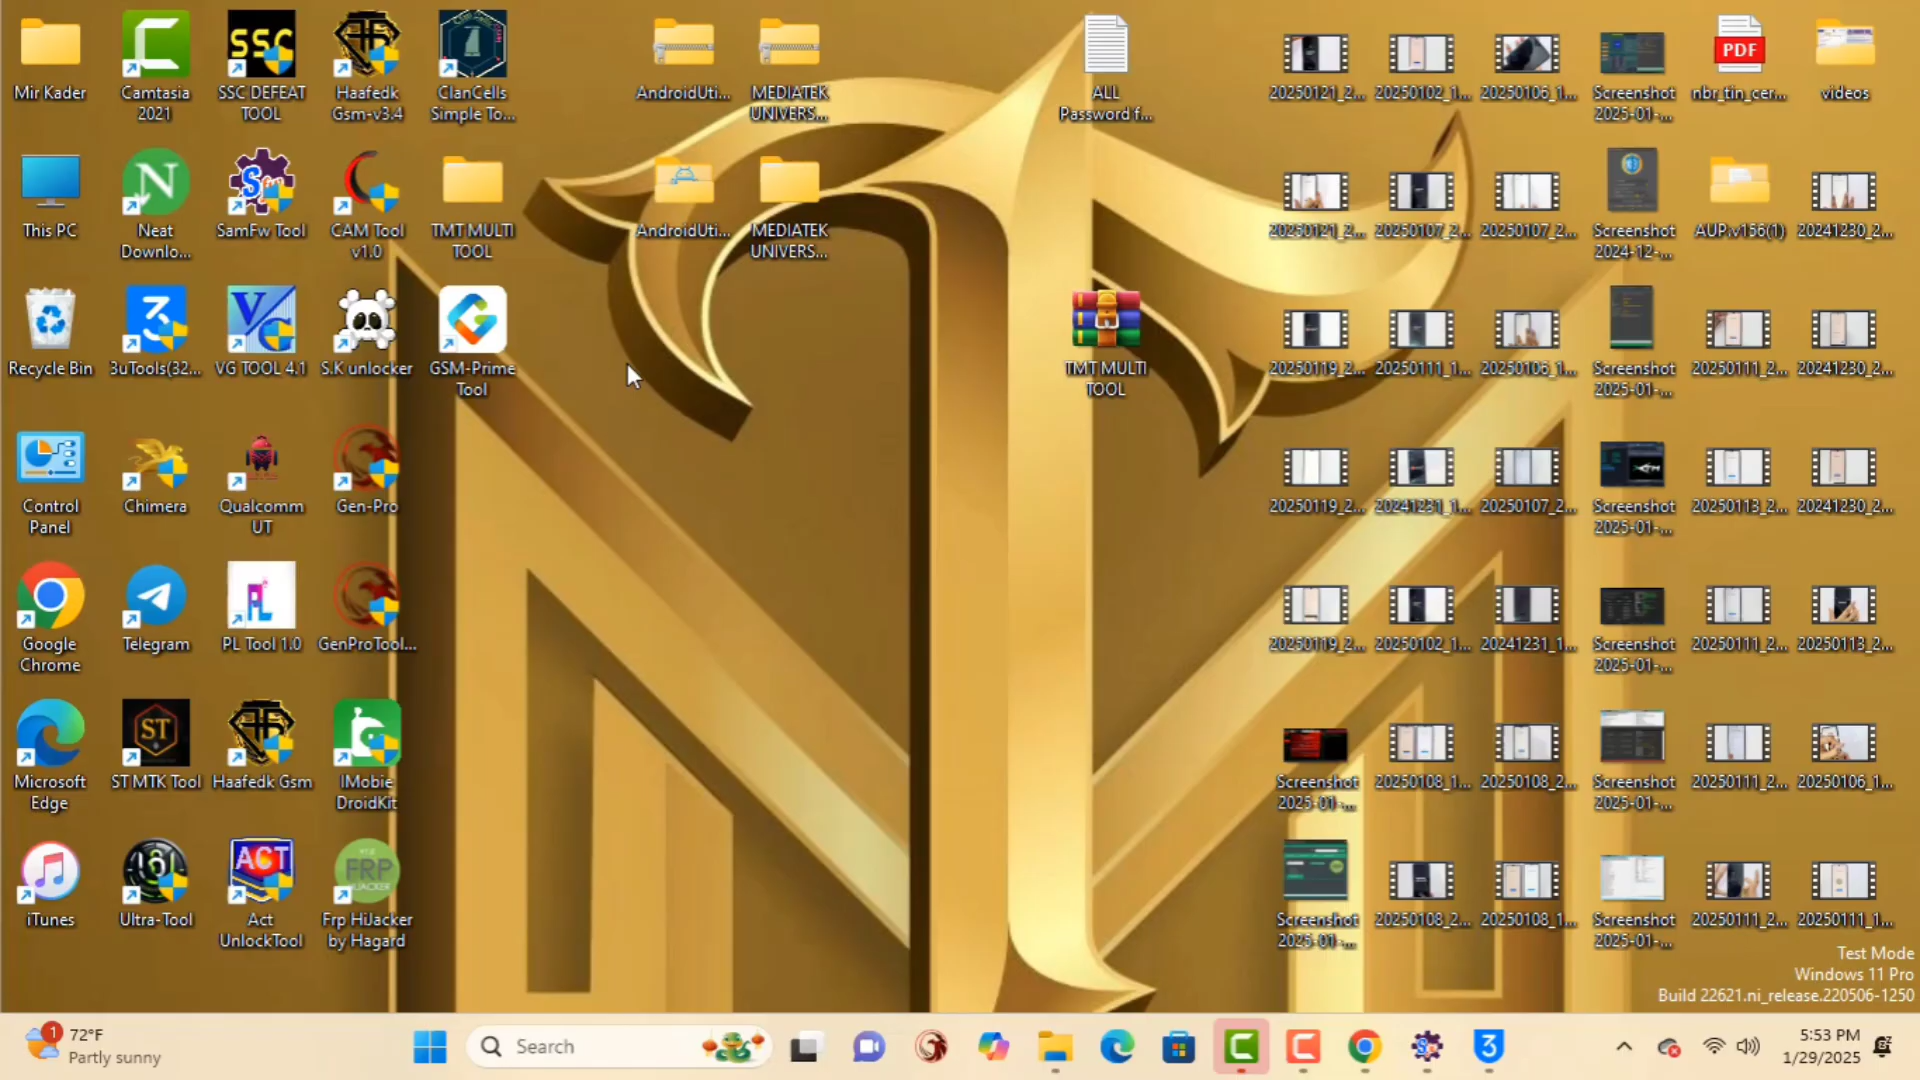 Mir Kader
Camtasia
2021
SSC DEFEAT
TOOL
Haafedk
Gsm-v3.4
ClanCells
Simple To...
AndroidUti...
MEDIATEK
UNIVERS...
ALL
Password f...
20250121_2...
20250102_1...
20250106_1...
Screenshot
2025-01-...
PDF
nbr_tin_cer...
videos
This PC
Neat
Downlo...
SamFw Tool
CAM Tool
v1.0
TMT MULTI
TOOL
AndroidUti...
MEDIATEK
UNIVERS...
20250121_2...
20250107_2...
20250107_2...
Screenshot
2024-12-...
AUP.v156(1)
20241230_2...
Recycle Bin
3uTools(32...
VG TOOL 4.1
S.K unlocker
GSM-Prime
Tool
TMT MULTI
TOOL
20250119_2...
20250111_1...
20250106_1...
Screenshot
2025-01-...
20250111_2...
20241230_2...
Control
Panel
Chimera
Qualcomm
UT
Gen-Pro
20250119_2...
20241231_1...
20250107_2...
Screenshot
2025-01-...
20250113_2...
20241230_2...
Google
Chrome
Telegram
PL Tool 1.0
GenProTool...
20250119_2...
20250102_1...
20241231_1...
Screenshot
2025-01-...
20250111_2...
20250113_2...
Microsoft
Edge
ST
ST MTK Tool
Haafedk Gsm
IMobie
DroidKit
Screenshot
2025-01-...
20250108_1...
20250108_2...
Screenshot
2025-01-...
20250111_2...
20250106_1...
iTunes
Ultra-Tool
ACT
Act
UnlockTool
FRP
HIJACKER
Frp HiJacker
by Hagard
Screenshot
2025-01-...
20250108_2...
20250108_1...
Screenshot
2025-01-...
20250111_2...
20250111_1...
Test Mode
Windows 11 Pro
Build 22621.ni_release.220506-1250
1
72°F
Partly sunny
Search
5:53 PM
1/29/2025